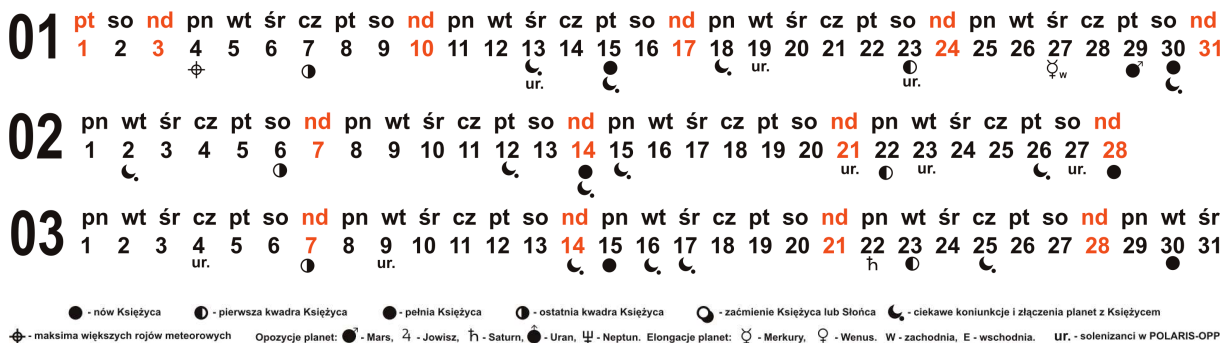 01
pt so nd pn wt śr cz pt so nd pn wt śr cz pt so nd pn wt śr cz pt so nd pn wt śr cz pt so nd
1 2 3 4 5 6 7 8 9 10 11 12 13 14 15 16 17 18 19 20 21 22 23 24 25 26 27 28 29 30 31
w
ur. ur. ur.
02
pn wt śr cz pt so nd pn wt śr cz pt so nd pn wt śr cz pt so nd pn wt śr cz pt so nd
1 2 3 4 5 6 7 8 9 10 11 12 13 14 15 16 17 18 19 20 21 22 23 24 25 26 27 28
ur. ur. ur.
03
pn wt śr cz pt so nd pn wt śr cz pt so nd pn wt śr cz pt so nd pn wt śr cz pt so nd pn wt śr
1 2 3 4 5 6 7 8 9 10 11 12 13 14 15 16 17 18 19 20 21 22 23 24 25 26 27 28 29 30 31
ur. ur.
- nów Księżyca - pierwsza kwadra Księżyca - pełnia Księżyca - ostatnia kwadra Księżyca - zaćmienie Księżyca lub Słońca - ciekawe koniunkcje i złączenia planet z Księżycem
- maksima większych rojów meteorowych Opozycje planet: - Mars, - Jowisz, - Saturn, - Uran, - Neptun. Elongacje planet: - Merkury, - Wenus. W - zachodnia, E - wschodnia. ur. - solenizanci w POLARIS-OPP